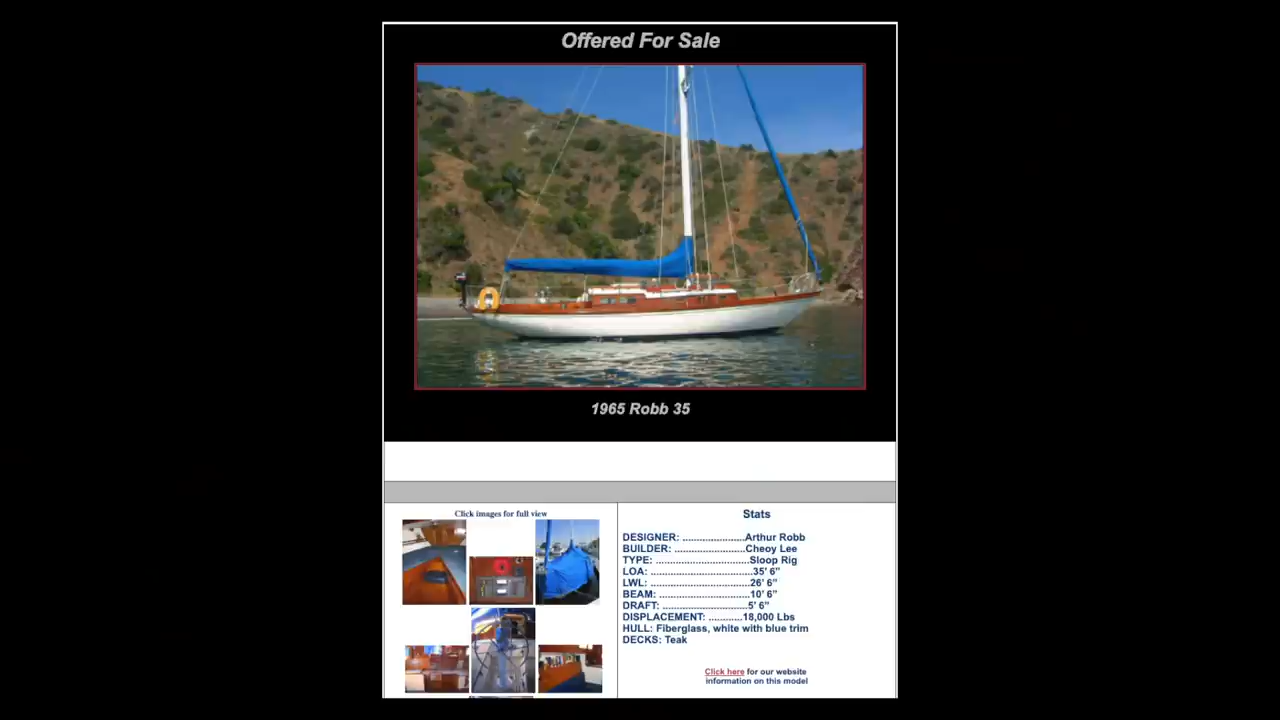 Offered For Sale
1965 Robb 35
Click images for full view
Stats
DESIGNER: ......................Arthur Robb
BUILDER: .........................Cheoy Lee
TYPE: .................................Sloop Rig
LOA: ....................................35' 6"
LWL: ...................................26' 6"
BEAM: ................................10' 6"
DRAFT: ..............................5' 6"
DISPLACEMENT: ............18,000 Lbs
HULL: Fiberglass, white with blue trim
DECKS: Teak
Click here for our website
information on this model